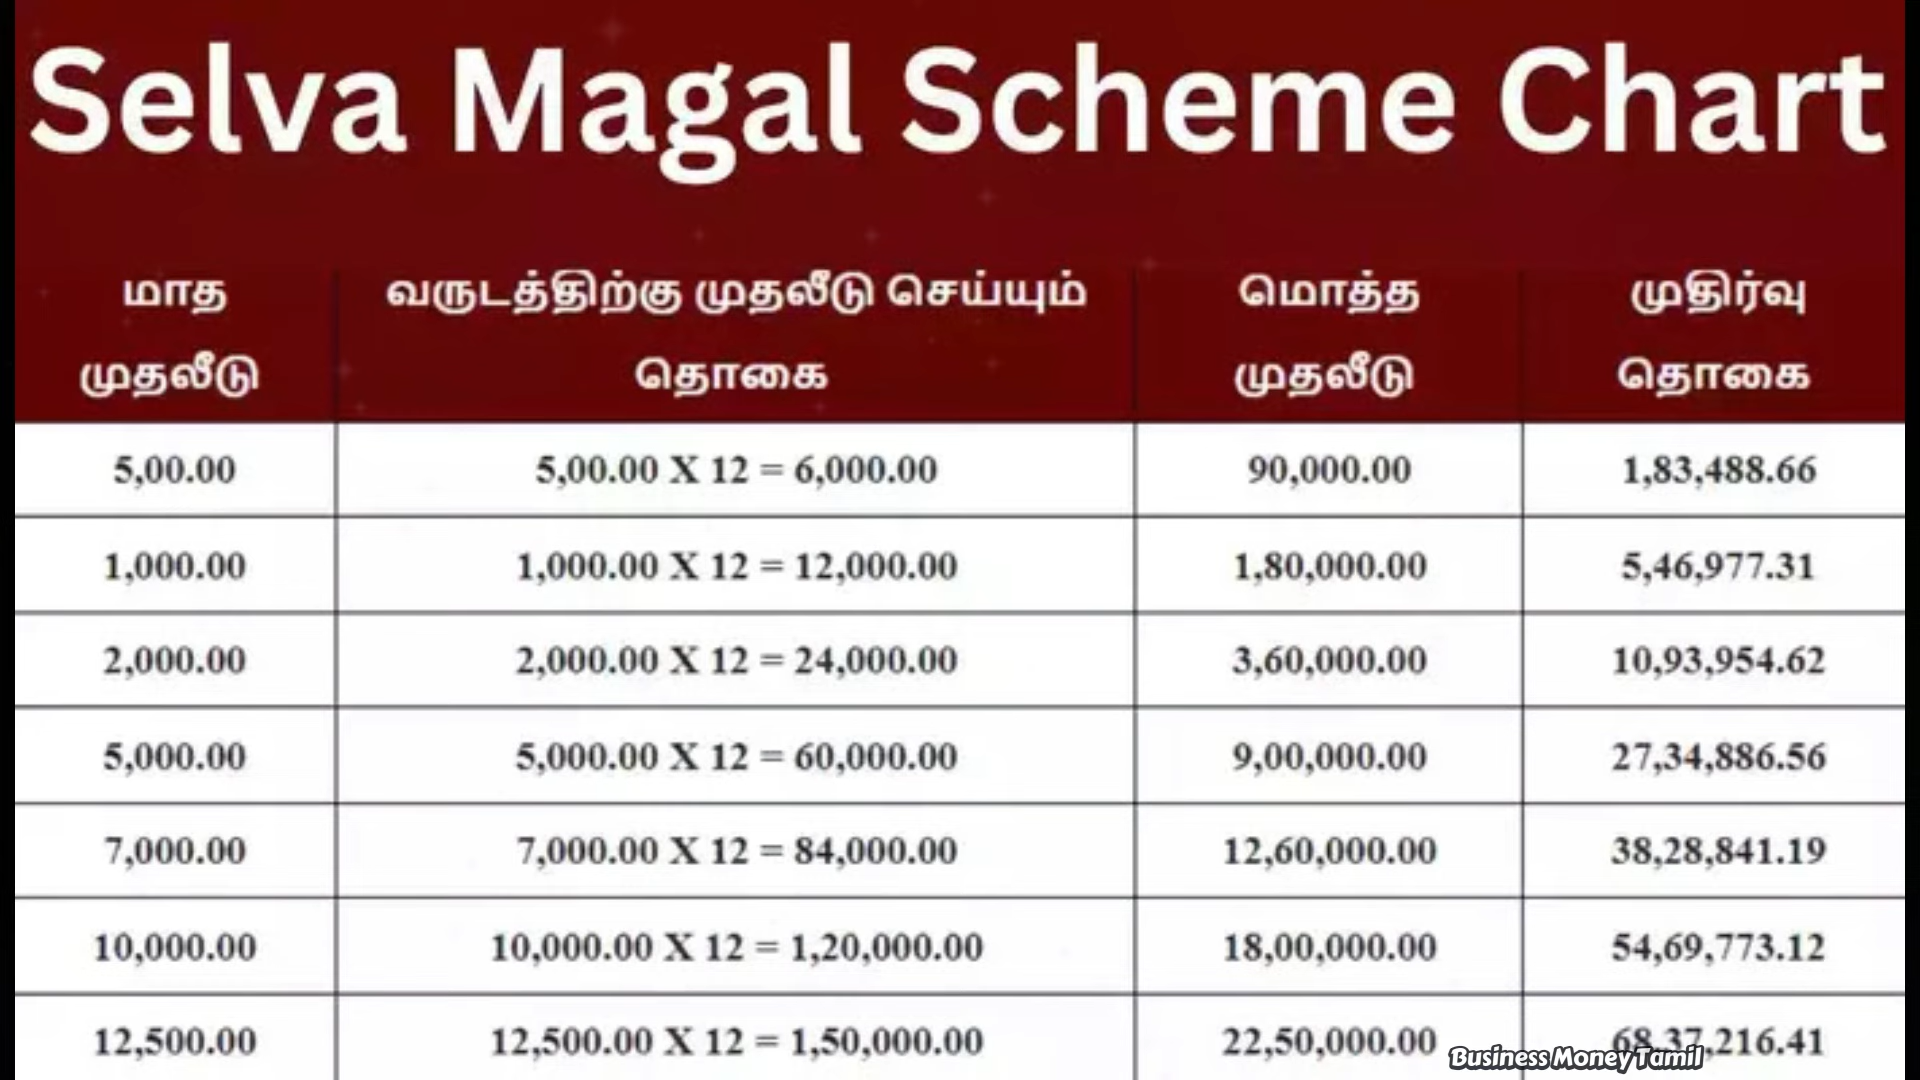 Selva Magal Scheme Chart
மாத முதலீடு வருடத்திற்கு முதலீடு செய்யும் தொகை மொத்த முதலீடு முதிர்வு தொகை
5,00.00 5,00.00 X 12 = 6,000.00 90,000.00 1,83,488.66
1,000.00 1,000.00 X 12 = 12,000.00 1,80,000.00 5,46,977.31
2,000.00 2,000.00 X 12 = 24,000.00 3,60,000.00 10,93,954.62
5,000.00 5,000.00 X 12 = 60,000.00 9,00,000.00 27,34,886.56
7,000.00 7,000.00 X 12 = 84,000.00 12,60,000.00 38,28,841.19
10,000.00 10,000.00 X 12 = 1,20,000.00 18,00,000.00 54,69,773.12
12,500.00 12,500.00 X 12 = 1,50,000.00 22,50,000.00 68,37,216.41
Business Money Tamil